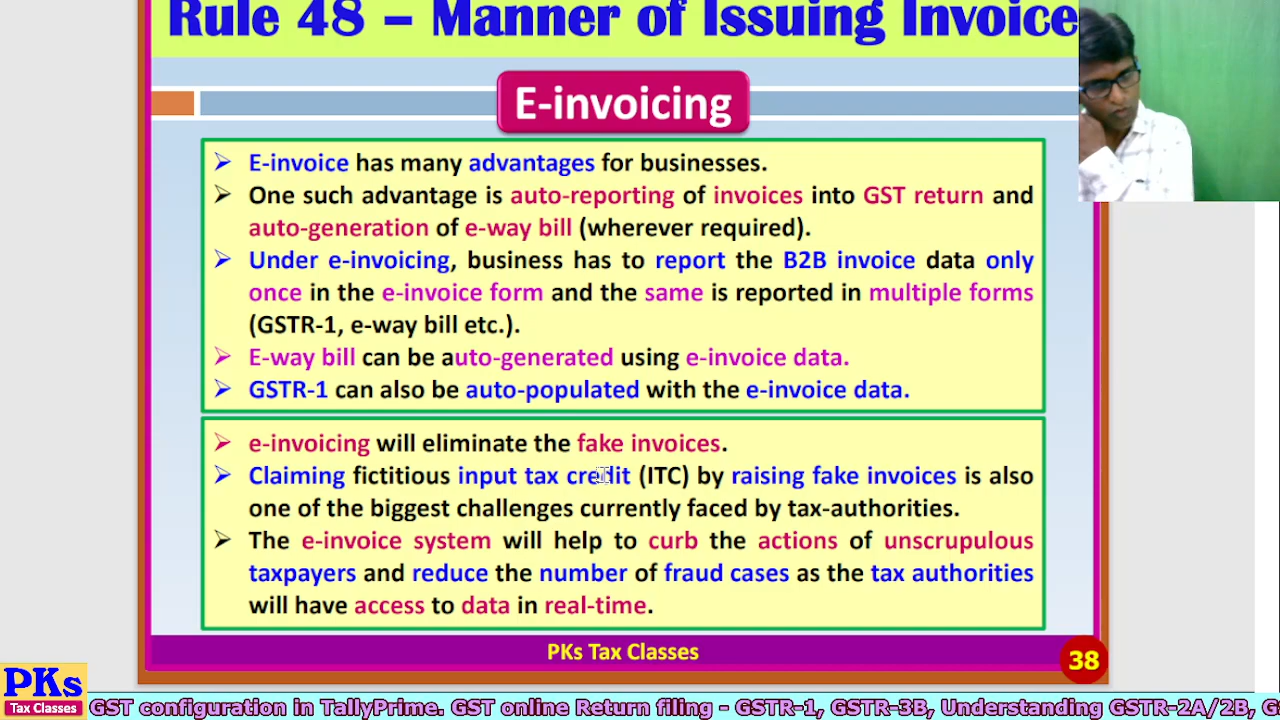 Rule 48 – Manner of Issuing Invoice
E-invoicing
➢ E-invoice has many advantages for businesses.
➢ One such advantage is auto-reporting of invoices into GST return and
auto-generation of e-way bill (wherever required).
➢ Under e-invoicing, business has to report the B2B invoice data only
once in the e-invoice form and the same is reported in multiple forms
(GSTR-1, e-way bill etc.).
➢ E-way bill can be auto-generated using e-invoice data.
➢ GSTR-1 can also be auto-populated with the e-invoice data.
➢ e-invoicing will eliminate the fake invoices.
➢ Claiming fictitious input tax credit (ITC) by raising fake invoices is also
one of the biggest challenges currently faced by tax-authorities.
➢ The e-invoice system will help to curb the actions of unscrupulous
taxpayers and reduce the number of fraud cases as the tax authorities
will have access to data in real-time.
PKs Tax Classes
38
PKs
Tax Classes
GST configuration in TallyPrime. GST online Return filing - GSTR-1, GSTR-3B, Understanding GSTR-2A/2B, G